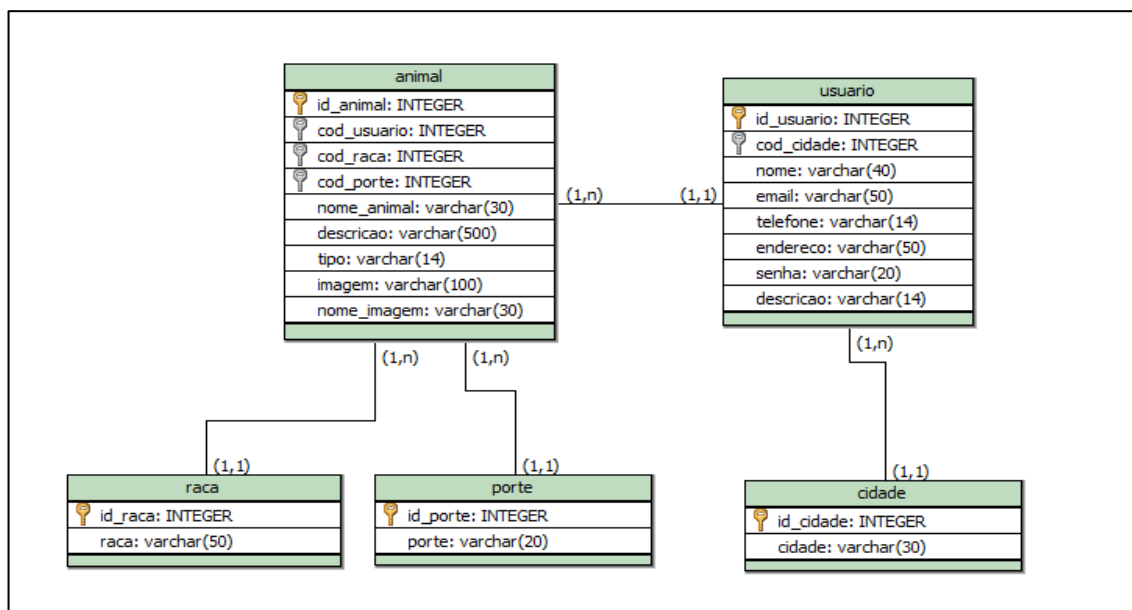 animal
id_animal: INTEGER
cod_usuario: INTEGER
cod_raca: INTEGER
cod_porte: INTEGER
nome_animal: varchar(30)
descricao: varchar(500)
tipo: varchar(14)
imagem: varchar(100)
nome_imagem: varchar(30)
(1,n)
(1,1)
usuario
id_usuario: INTEGER
cod_cidade: INTEGER
nome: varchar(40)
email: varchar(50)
telefone: varchar(14)
endereco: varchar(50)
senha: varchar(20)
descricao: varchar(14)
(1,n)
(1,n)
(1,n)
(1,1)
(1,1)
(1,1)
raca
id_raca: INTEGER
raca: varchar(50)
porte
id_porte: INTEGER
porte: varchar(20)
cidade
id_cidade: INTEGER
cidade: varchar(30)